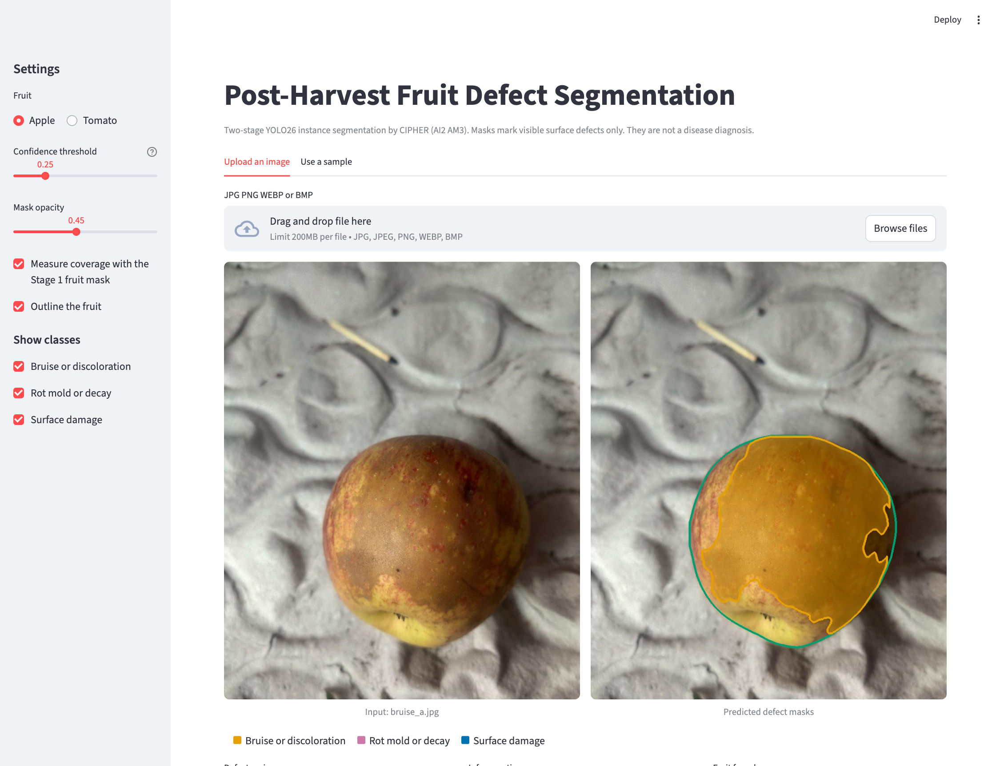 Deploy
Settings
Fruit
Apple Tomato
Confidence threshold
0.25
Mask opacity
0.45
Measure coverage with the
Stage 1 fruit mask
Outline the fruit
Show classes
Bruise or discoloration
Rot mold or decay
Surface damage
Post-Harvest Fruit Defect Segmentation
Two-stage YOLO26 instance segmentation by CIPHER (AI2 AM3). Masks mark visible surface defects only. They are not a disease diagnosis.
Upload an image Use a sample
JPG PNG WEBP or BMP
Drag and drop file here
Limit 200MB per file • JPG, JPEG, PNG, WEBP, BMP
Browse files
Input: bruise_a.jpg
Predicted defect masks
Bruise or discoloration Rot mold or decay Surface damage